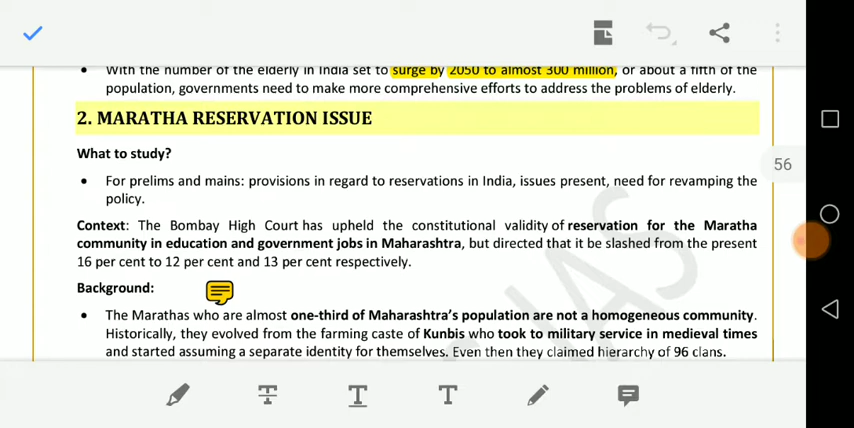 • With the number of the elderly in India set to surge by 2050 to almost 300 million, or about a fifth of the
population, governments need to make more comprehensive efforts to address the problems of elderly.
2. MARATHA RESERVATION ISSUE
What to study?
56
• For prelims and mains: provisions in regard to reservations in India, issues present, need for revamping the
policy.
Context: The Bombay High Court has upheld the constitutional validity of reservation for the Maratha
community in education and government jobs in Maharashtra, but directed that it be slashed from the present
16 per cent to 12 per cent and 13 per cent respectively.
Background:
• The Marathas who are almost one-third of Maharashtra's population are not a homogeneous community.
Historically, they evolved from the farming caste of Kunbis who took to military service in medieval times
and started assuming a separate identity for themselves. Even then they claimed hierarchy of 96 clans.
IAS
T T T